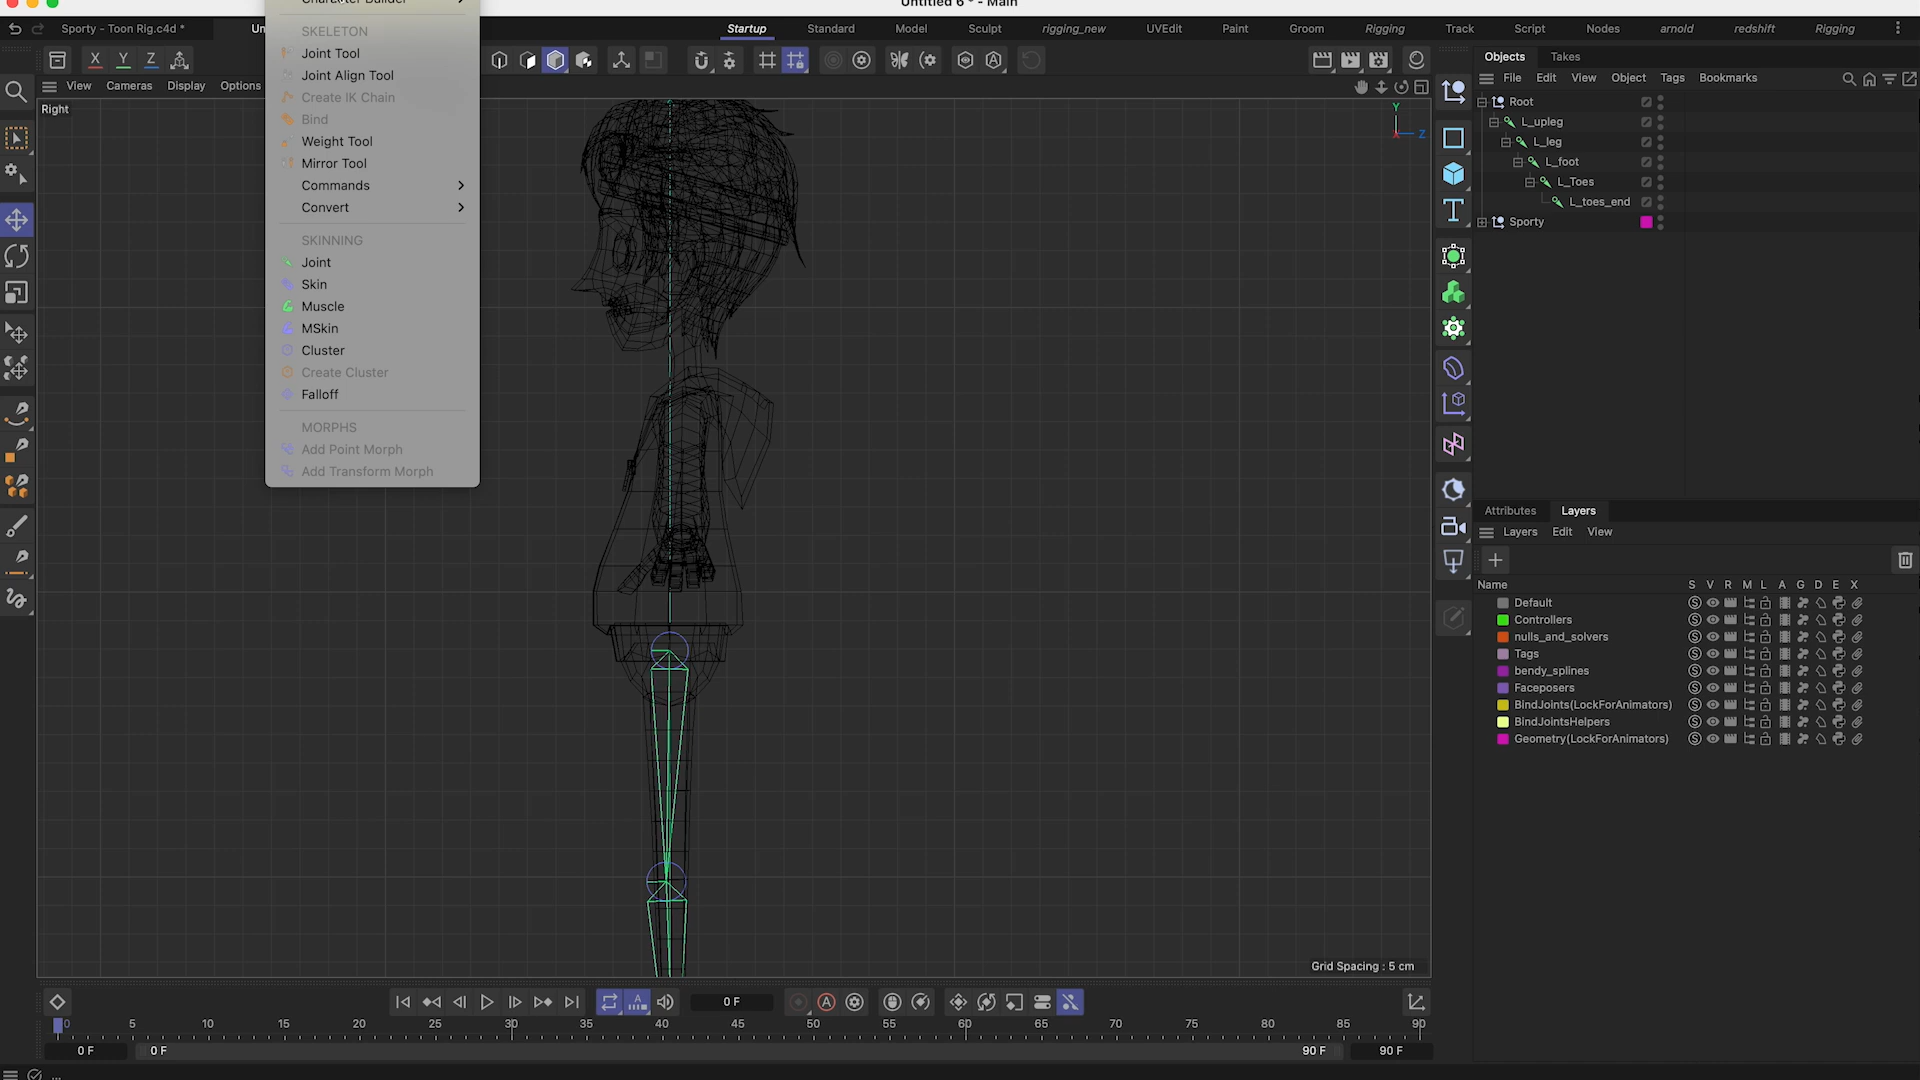 Untitled 6 * - Main
Character Builder
Sporty - Toon Rig.c4d *
Un
Startup
Standard
Model
Sculpt
rigging_new
UVEdit
Paint
Groom
Rigging
Track
Script
Nodes
arnold
redshift
Rigging
X
Y
Z
View
Cameras
Display
Options
Right
SKELETON
Joint Tool
Joint Align Tool
Create IK Chain
Bind
Weight Tool
Mirror Tool
Commands
Convert
SKINNING
Joint
Skin
Muscle
MSkin
Cluster
Create Cluster
Falloff
MORPHS
Add Point Morph
Add Transform Morph
Y
X
Z
Grid Spacing : 5 cm
Objects
Takes
File
Edit
View
Object
Tags
Bookmarks
Root
L_upleg
L_leg
L_foot
L_Toes
L_toes_end
Sporty
Attributes
Layers
Layers
Edit
View
Name
S V R M L A G D E X
Default
Controllers
nulls_and_solvers
Tags
bendy_splines
Faceposers
BindJoints(LockForAnimators)
BindJointsHelpers
Geometry(LockForAnimators)
0 F
0 5 10 15 20 25 30 35 40 45 50 55 60 65 70 75 80 85 90
0 F
0 F
90 F
90 F
...